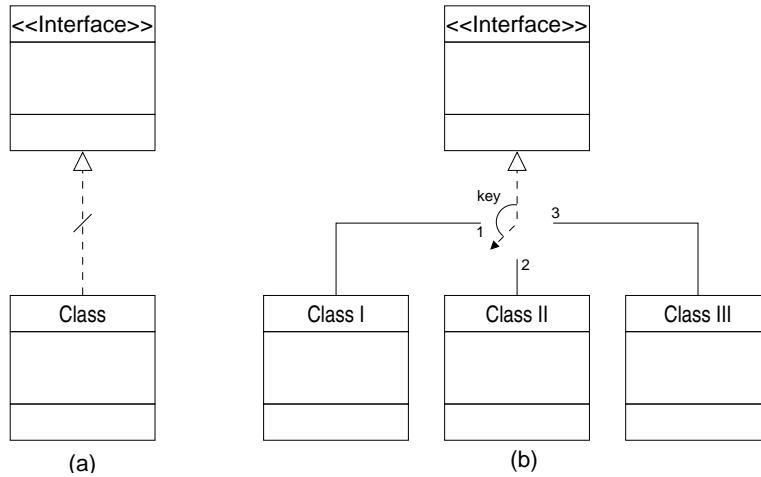 <<Interface>>
<<Interface>>
key
3
1
2
Class
Class I
Class II
Class III
(a)
(b)